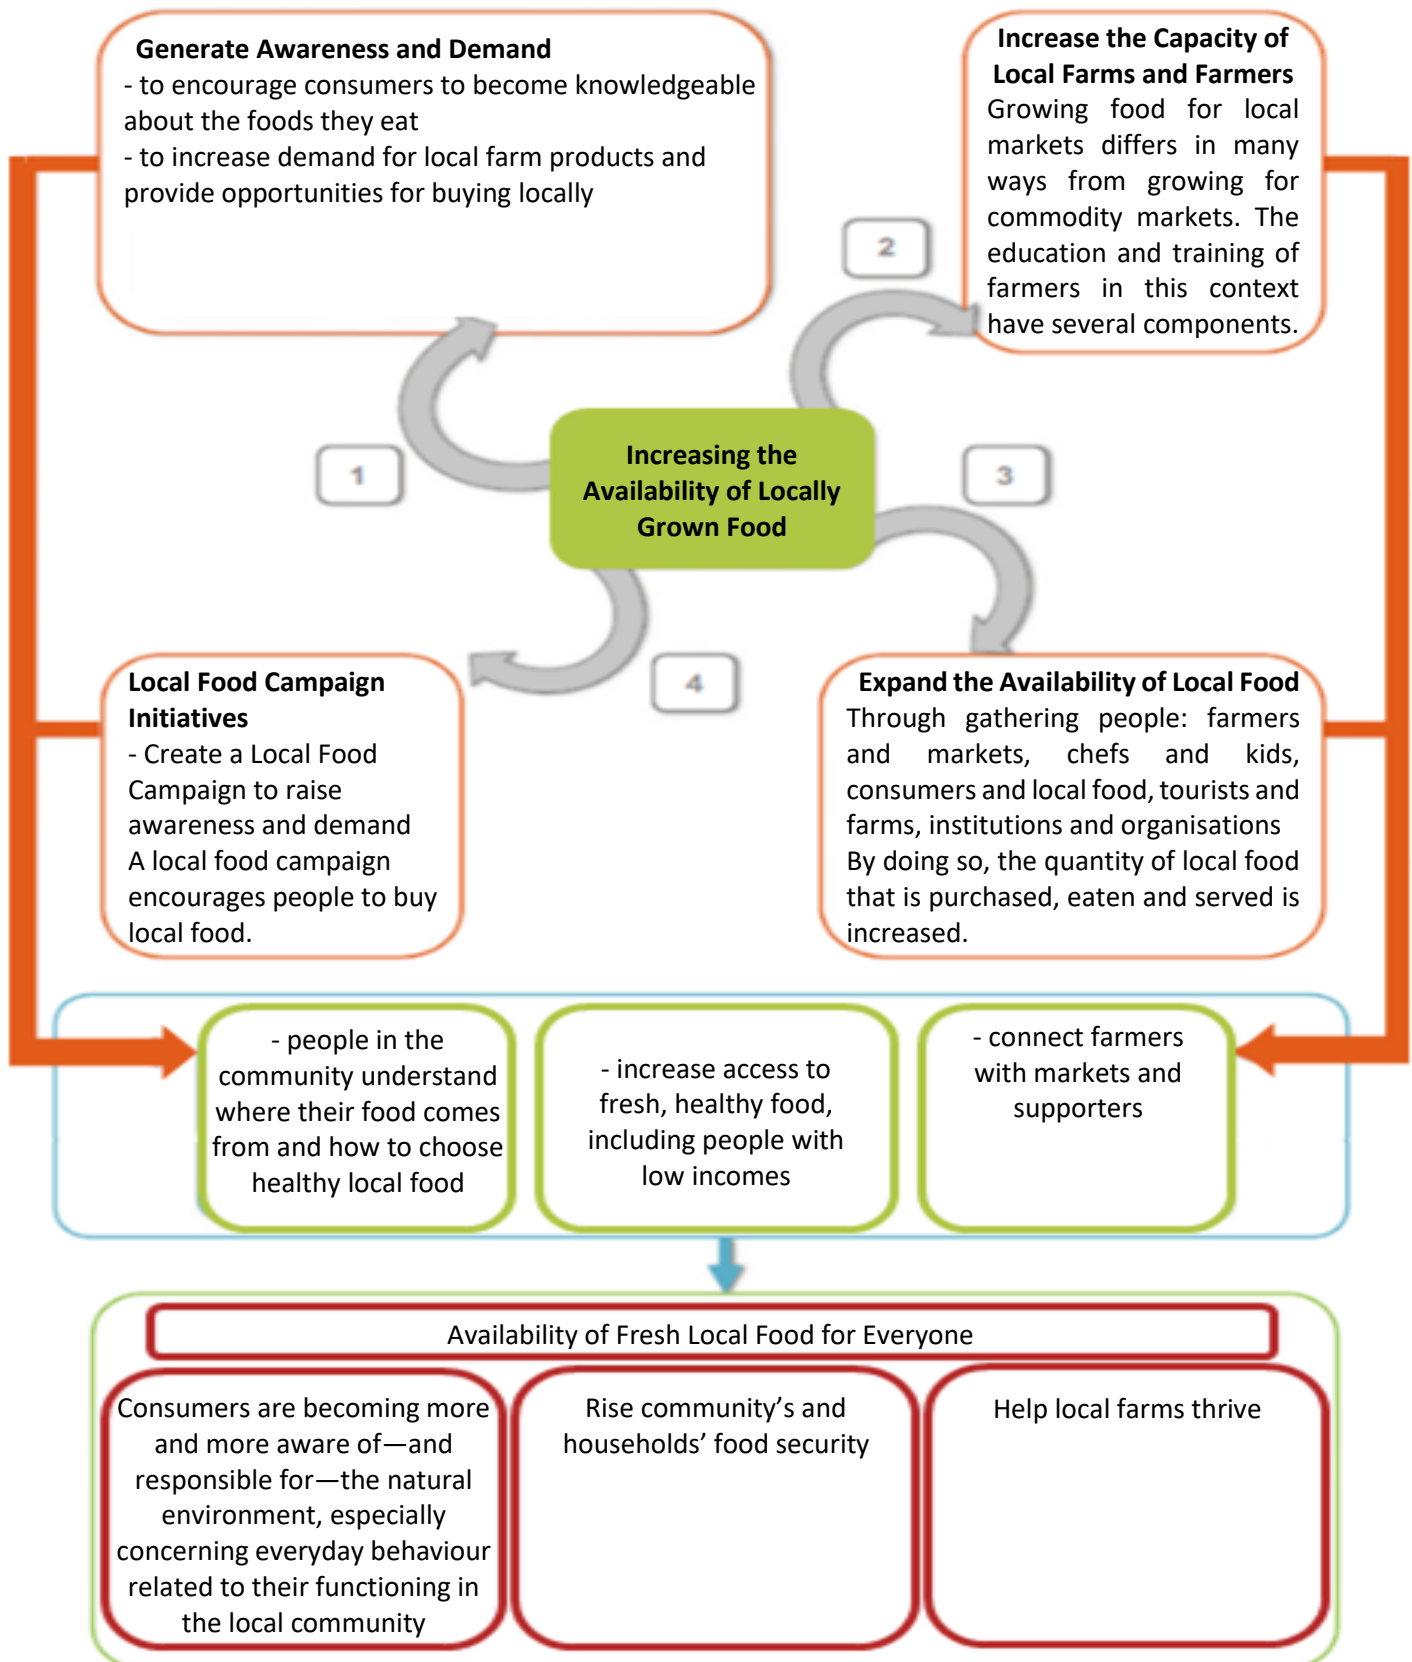 Generate Awareness and Demand
- to encourage consumers to become knowledgeable
about the foods they eat
- to increase demand for local farm products and
provide opportunities for buying locally
Increase the Capacity of
Local Farms and Farmers
Growing food for local
markets differs in many
ways from growing for
commodity markets. The
education and training of
farmers in this context
have several components.
2
1
Increasing the
Availability of Locally
Grown Food
3
4
Local Food Campaign
Initiatives
- Create a Local Food
Campaign to raise
awareness and demand
A local food campaign
encourages people to buy
local food.
Expand the Availability of Local Food
Through gathering people: farmers
and markets, chefs and kids,
consumers and local food, tourists and
farms, institutions and organisations
By doing so, the quantity of local food
that is purchased, eaten and served is
increased.
- people in the
community understand
where their food comes
from and how to choose
healthy local food
- increase access to
fresh, healthy food,
including people with
low incomes
- connect farmers
with markets and
supporters
Availability of Fresh Local Food for Everyone
Consumers are becoming more
and more aware of—and
responsible for—the natural
environment, especially
concerning everyday behaviour
related to their functioning in
the local community
Rise community’s and
households’ food security
Help local farms thrive